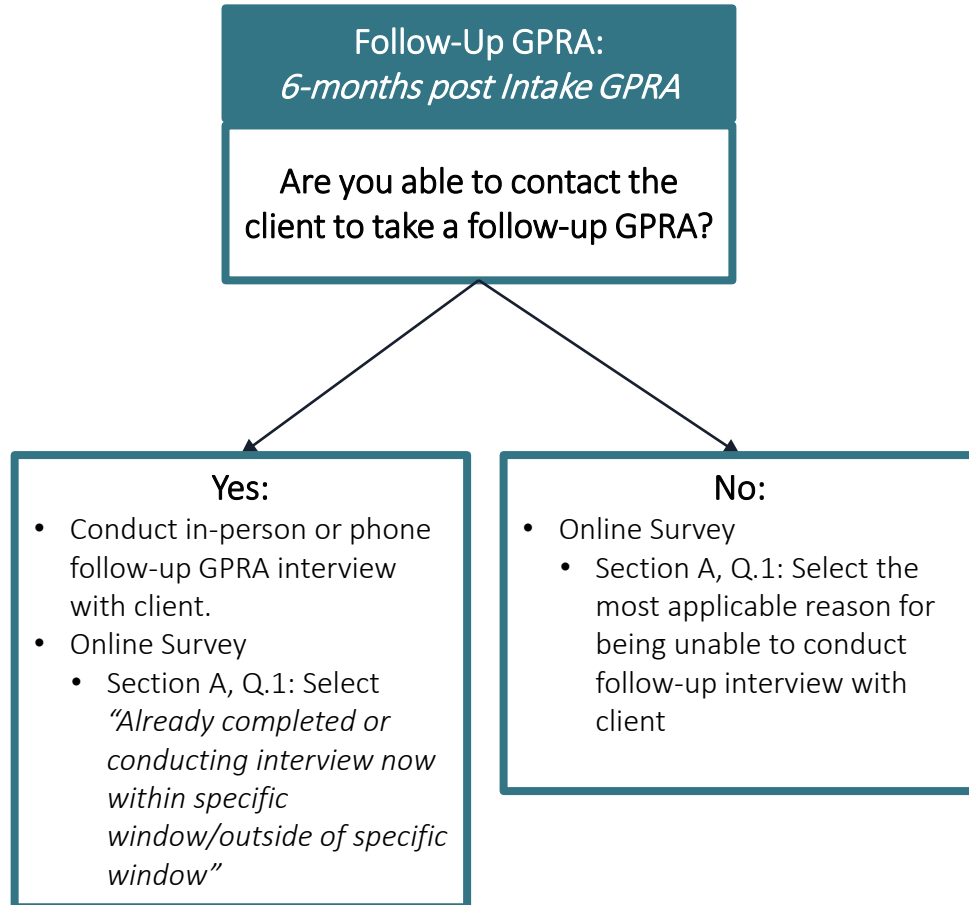 Follow-Up GPRA:
6-months post Intake GPRA
Are you able to contact the
client to take a follow-up GPRA?
Yes:
• Conduct in-person or phone
follow-up GPRA interview
with client.
• Online Survey
• Section A, Q.1: Select
“Already completed or
conducting interview now
within specific
window/outside of specific
window”
No:
• Online Survey
• Section A, Q.1: Select the
most applicable reason for
being unable to conduct
follow-up interview with
client